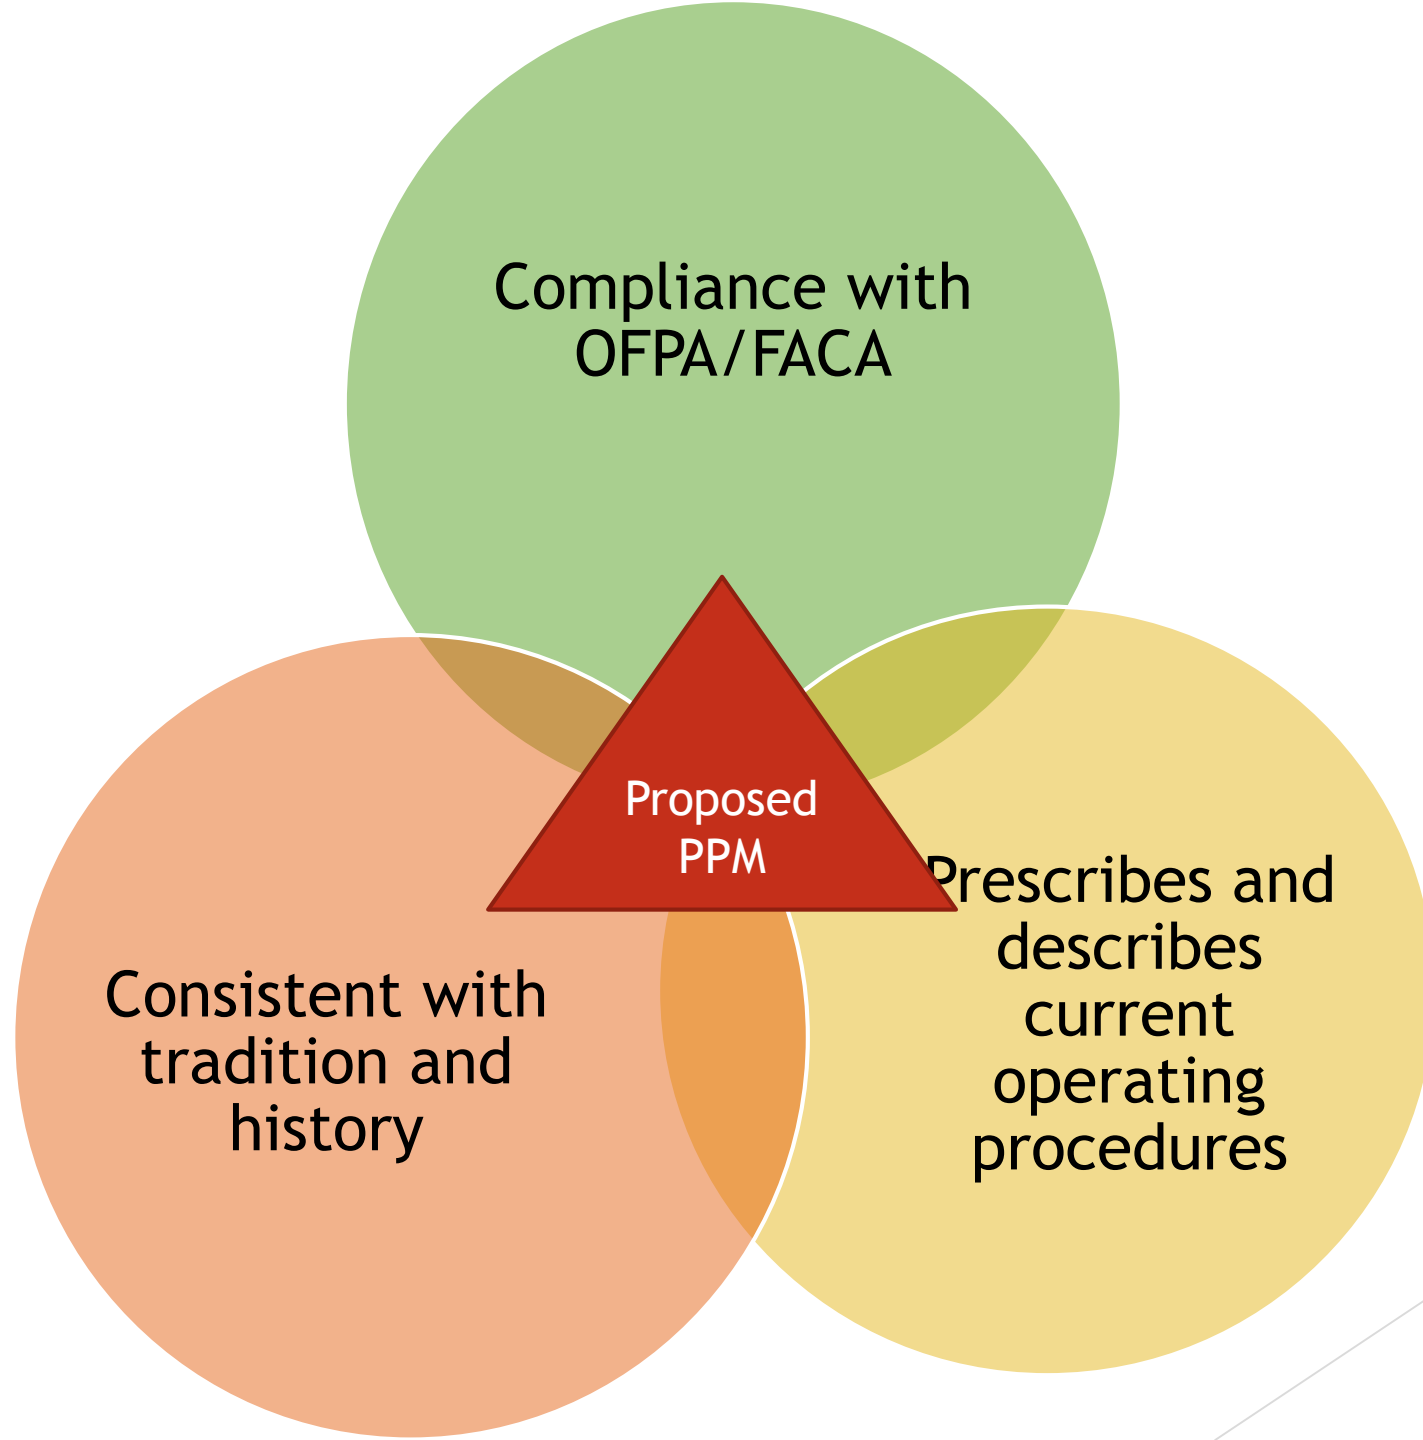 Compliance with
OFPA/FACA
Proposed
PPM
Prescribes and
describes
current
operating
procedures
Consistent with
tradition and
history